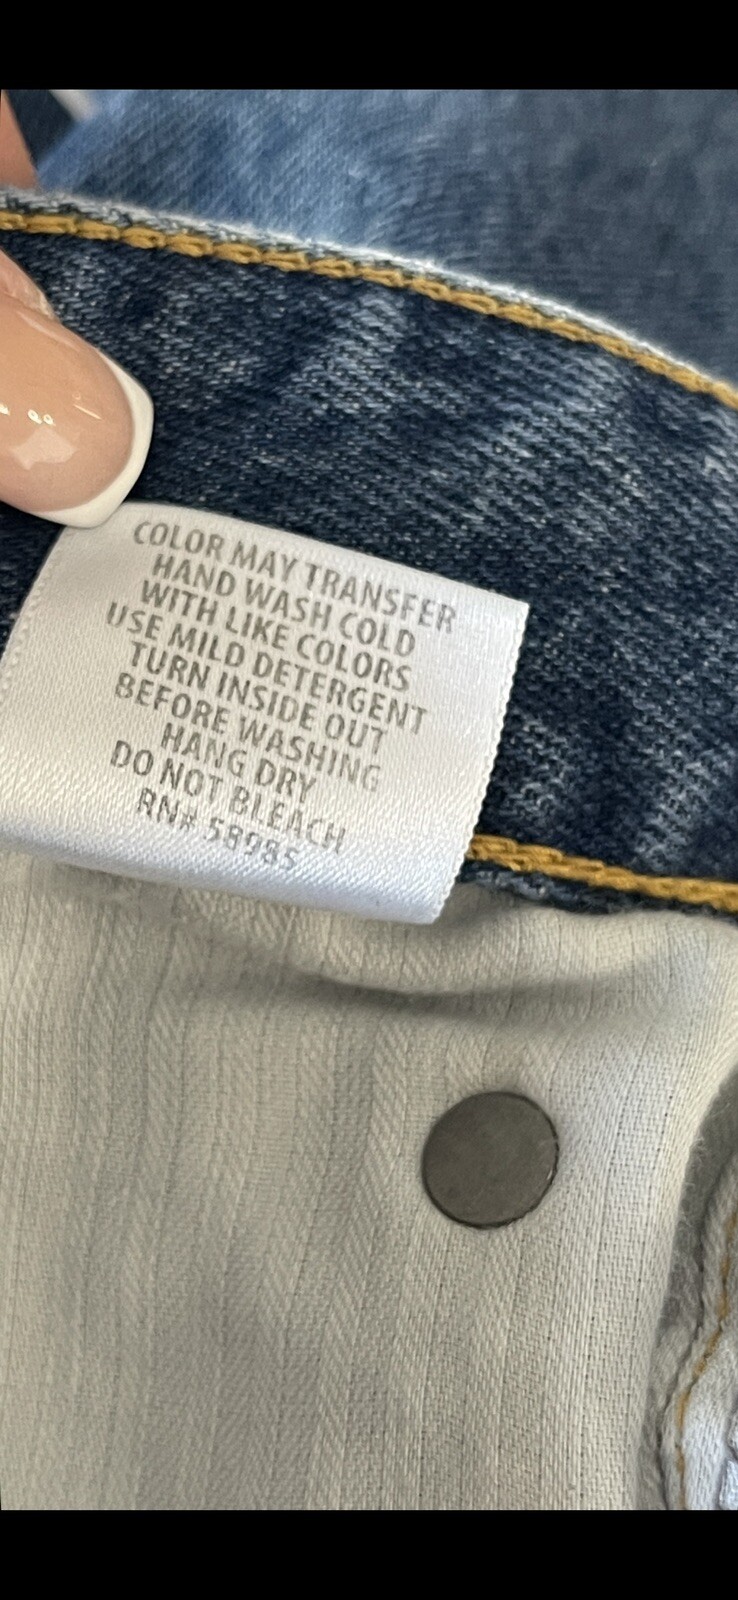 COLOR MAY TRANSFER
HAND WASH COLD
WITH LIKE COLORS
USE MILD DETERGENT
TURN INSIDE OUT
BEFORE WASHING
HANG DRY
DO NOT BLEACH
RN# 58985